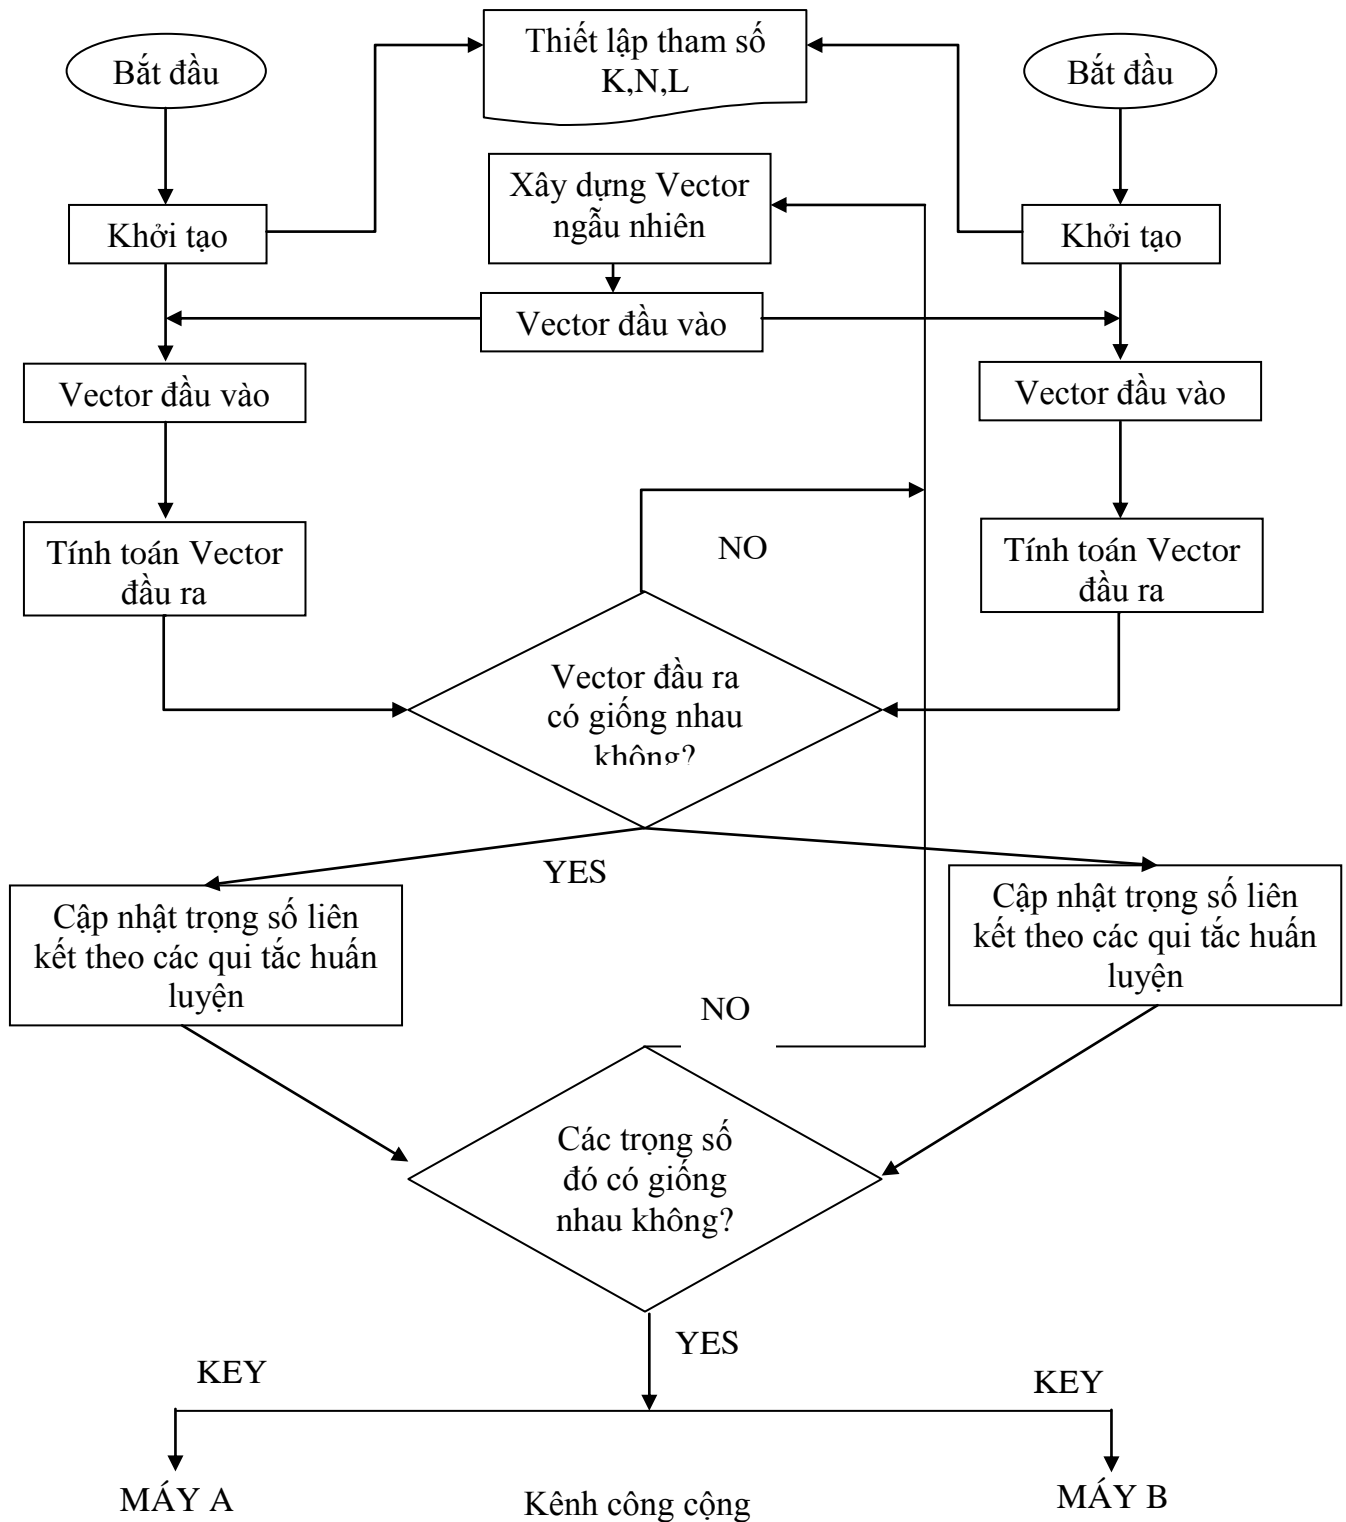 Thiết lập tham số
K,N,L
Bắt đầu
Bắt đầu
Xây dựng Vector
ngẫu nhiên
Khởi tạo
Khởi tạo
Vector đầu vào
Vector đầu vào
Vector đầu vào
NO
Tính toán Vector
đầu ra
Tính toán Vector
đầu ra
Vector đầu ra
có giống nhau
không?
YES
Cập nhật trọng số liên
kết theo các qui tắc huấn
luyện
Cập nhật trọng số liên
kết theo các qui tắc huấn
luyện
NO
Các trọng số
đó có giống
nhau không?
YES
KEY
KEY
MÁY A
Kênh công cộng
MÁY B